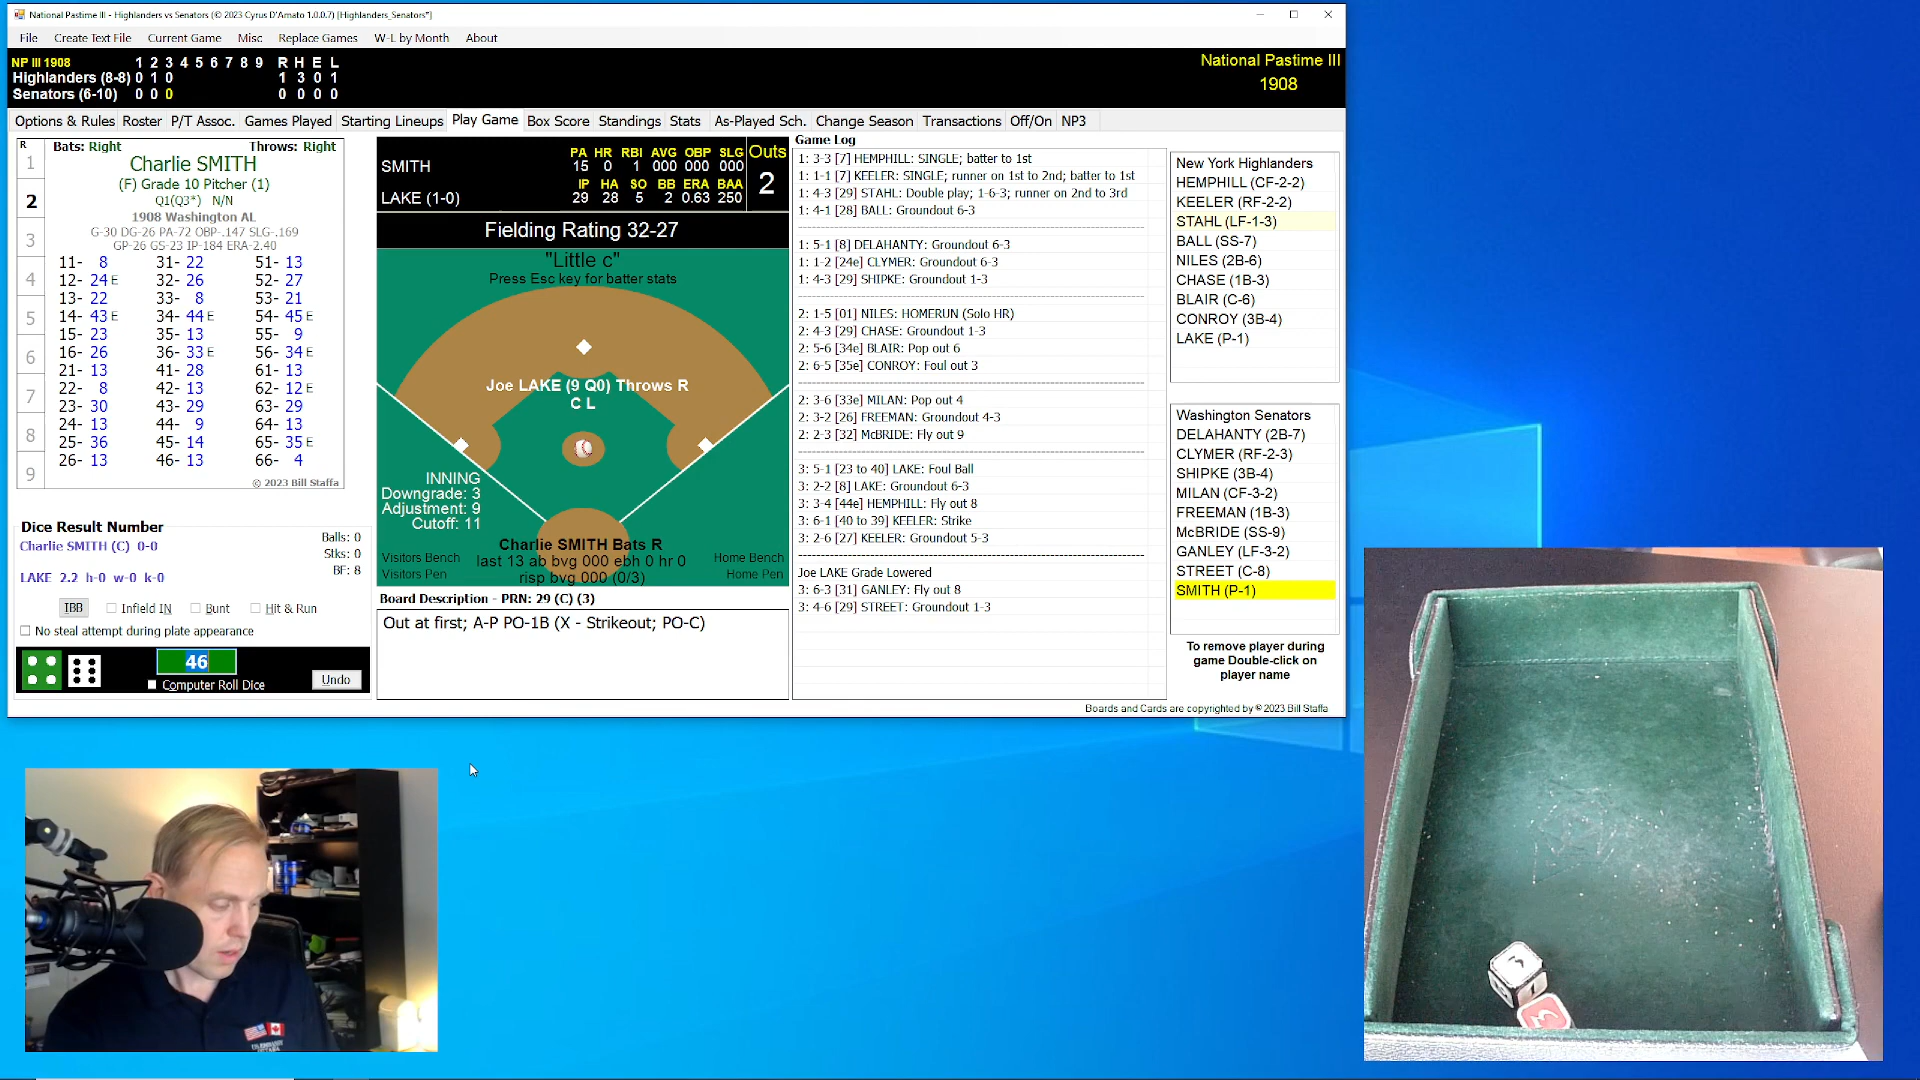 National Pastime III - Highlanders vs Senators (© 2023 Cyrus D'Amato 1.0.0.7) [Highlanders_Senators*]
File Create Text File Current Game Misc Replace Games W-L by Month About
NP III 1908 1 2 3 4 5 6 7 8 9 R H E L
Highlanders (8-8) 0 1 0 1 3 0 1
Senators (6-10) 0 0 0 0 0 0 0
National Pastime III
1908
Options & Rules Roster P/T Assoc. Games Played Starting Lineups Play Game Box Score Standings Stats As-Played Sch. Change Season Transactions Off/On NP3
R
1
2
3
4
5
6
7
8
9
Bats: Right Throws: Right
Charlie SMITH
(F) Grade 10 Pitcher (1)
Q1(Q3*) N/N
1908 Washington AL
G-30 DG-26 PA-72 OBP-.147 SLG-.169
GP-26 GS-23 IP-184 ERA-2.40
11- 8 31- 22 51- 13
12- 24 E 32- 26 52- 27
13- 22 33- 8 53- 21
14- 43 E 34- 44 E 54- 45 E
15- 23 35- 13 55- 9
16- 26 36- 33 E 56- 34 E
21- 13 41- 28 61- 13
22- 8 42- 13 62- 12 E
23- 30 43- 29 63- 29
24- 13 44- 9 64- 13
25- 36 45- 14 65- 35 E
26- 13 46- 13 66- 4
© 2023 Bill Staffa
Dice Result Number
Charlie SMITH (C) 0-0
LAKE 2.2 h-0 w-0 k-0
Balls: 0
Stks: 0
BF: 8
IBB Infield IN Bunt Hit & Run
No steal attempt during plate appearance
46
Computer Roll Dice
Undo
PA HR RBI AVG OBP SLG
SMITH 15 0 1 000 000 000
IP HA SO BB ERA BAA
LAKE (1-0) 29 28 5 2 0.63 250
Outs
2
Fielding Rating 32-27
"Little c"
Press Esc key for batter stats
Joe LAKE (9 Q0) Throws R
C L
INNING
Downgrade: 3
Adjustment: 9
Cutoff: 11
Charlie SMITH Bats R
last 13 ab bvg 000 ebh 0 hr 0
risp bvg 000 (0/3)
Visitors Bench
Visitors Pen
Home Bench
Home Pen
Board Description - PRN: 29 (C) (3)
Out at first; A-P PO-1B (X - Strikeout; PO-C)
Game Log
1: 3-3 [7] HEMPHILL: SINGLE; batter to 1st
1: 1-1 [7] KEELER: SINGLE; runner on 1st to 2nd; batter to 1st
1: 4-3 [29] STAHL: Double play; 1-6-3; runner on 2nd to 3rd
1: 4-1 [28] BALL: Groundout 6-3
1: 5-1 [8] DELAHANTY: Groundout 6-3
1: 1-2 [24e] CLYMER: Groundout 6-3
1: 4-3 [29] SHIPKE: Groundout 1-3
2: 1-5 [01] NILES: HOMERUN (Solo HR)
2: 4-3 [29] CHASE: Groundout 1-3
2: 5-6 [34e] BLAIR: Pop out 6
2: 6-5 [35e] CONROY: Foul out 3
2: 3-6 [33e] MILAN: Pop out 4
2: 3-2 [26] FREEMAN: Groundout 4-3
2: 2-3 [32] McBRIDE: Fly out 9
3: 5-1 [23 to 40] LAKE: Foul Ball
3: 2-2 [8] LAKE: Groundout 6-3
3: 3-4 [44e] HEMPHILL: Fly out 8
3: 6-1 [40 to 39] KEELER: Strike
3: 2-6 [27] KEELER: Groundout 5-3
Joe LAKE Grade Lowered
3: 6-3 [31] GANLEY: Fly out 8
3: 4-6 [29] STREET: Groundout 1-3
New York Highlanders
HEMPHILL (CF-2-2)
KEELER (RF-2-2)
STAHL (LF-1-3)
BALL (SS-7)
NILES (2B-6)
CHASE (1B-3)
BLAIR (C-6)
CONROY (3B-4)
LAKE (P-1)
Washington Senators
DELAHANTY (2B-7)
CLYMER (RF-2-3)
SHIPKE (3B-4)
MILAN (CF-3-2)
FREEMAN (1B-3)
McBRIDE (SS-9)
GANLEY (LF-3-2)
STREET (C-8)
SMITH (P-1)
To remove player during
game Double-click on
player name
Boards and Cards are copyrighted by © 2023 Bill Staffa
3
1
3